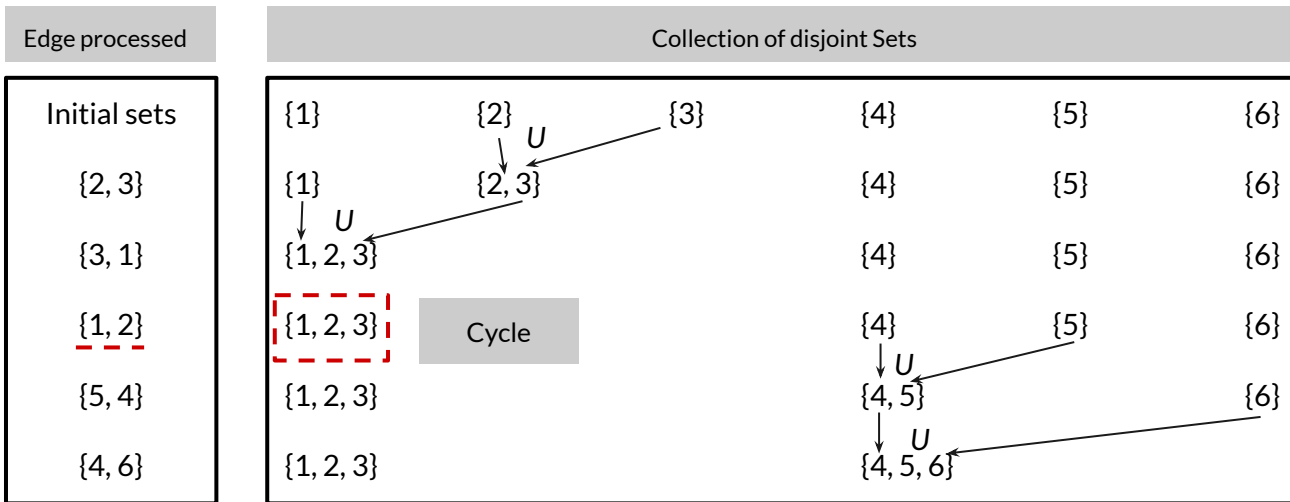 Edge processed Collection of disjoint Sets
Initial sets {1} {2} {3} {4} {5} {6}
U
{2, 3} {1} {2, 3} {4} {5} {6}
U
{3, 1} {1, 2, 3} {4} {5} {6}
{1, 2} {1, 2, 3} Cycle {4} {5} {6}
U
{5, 4} {1, 2, 3} {4, 5} {6}
U
{4, 6} {1, 2, 3} {4, 5, 6}